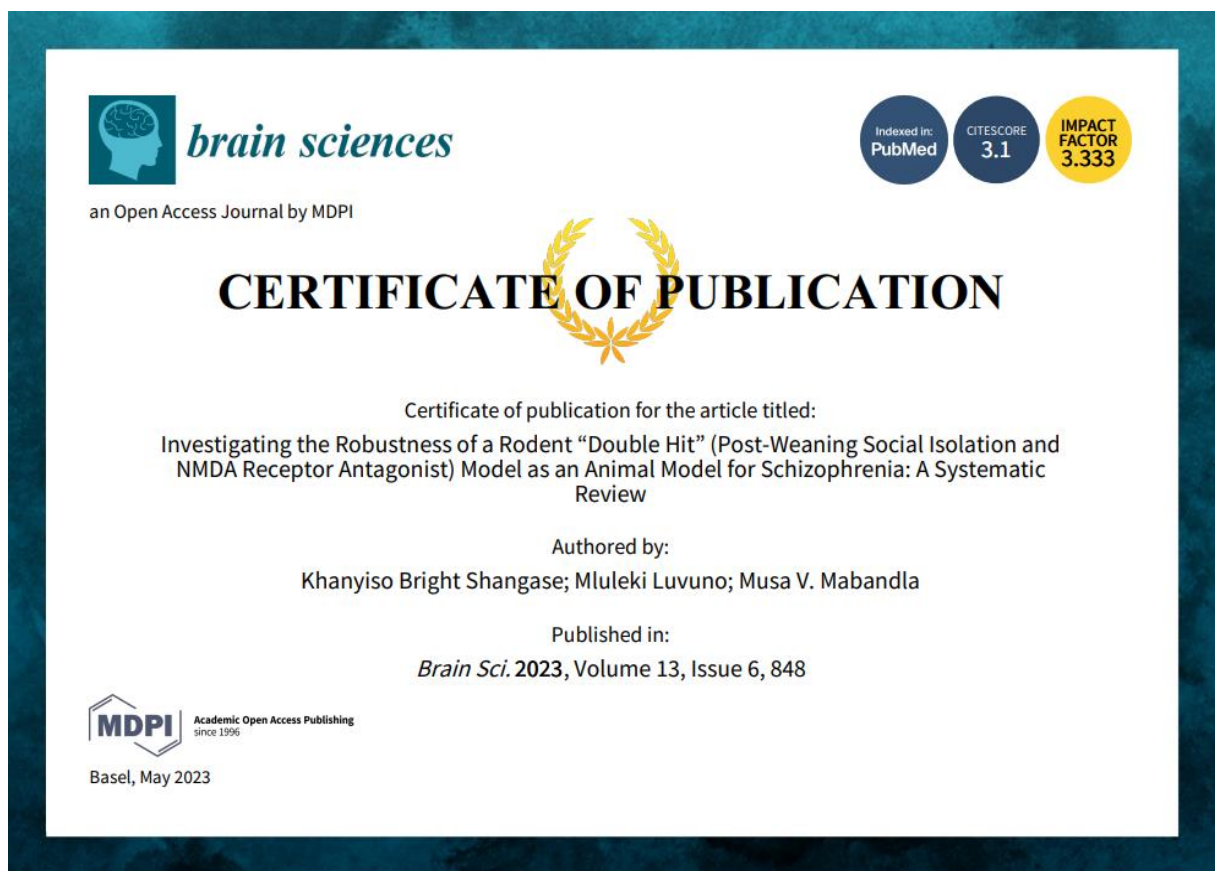 brain sciences
Indexed in:
PubMed
CITESCORE
3.1
IMPACT
FACTOR
3.333
an Open Access Journal by MDPI
CERTIFICATE OF PUBLICATION
Certificate of publication for the article titled:
Investigating the Robustness of a Rodent “Double Hit” (Post-Weaning Social Isolation and
NMDA Receptor Antagonist) Model as an Animal Model for Schizophrenia: A Systematic
Review
Authored by:
Khanyiso Bright Shangase; Mluleki Luvuno; Musa V. Mabandla
Published in:
Brain Sci. 2023, Volume 13, Issue 6, 848
MDPI
Academic Open Access Publishing
since 1996
Basel, May 2023